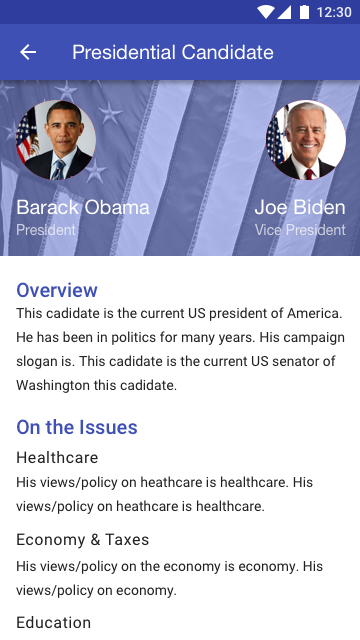 12:30
Presidential Candidate
Barack Obama
Joe Biden
President
Vice President
Overview
This cadidate is the current US president of America.
He has been in politics for many years. His campaign
slogan is. This cadidate is the current US senator of
Washington this cadidate.
On the Issues
Healthcare
His views/policy on heathcare is healthcare. His
views/policy on heathcare is healthcare.
Economy & Taxes
His views/policy on the economy is economy. His
views/policy on economy.
Education